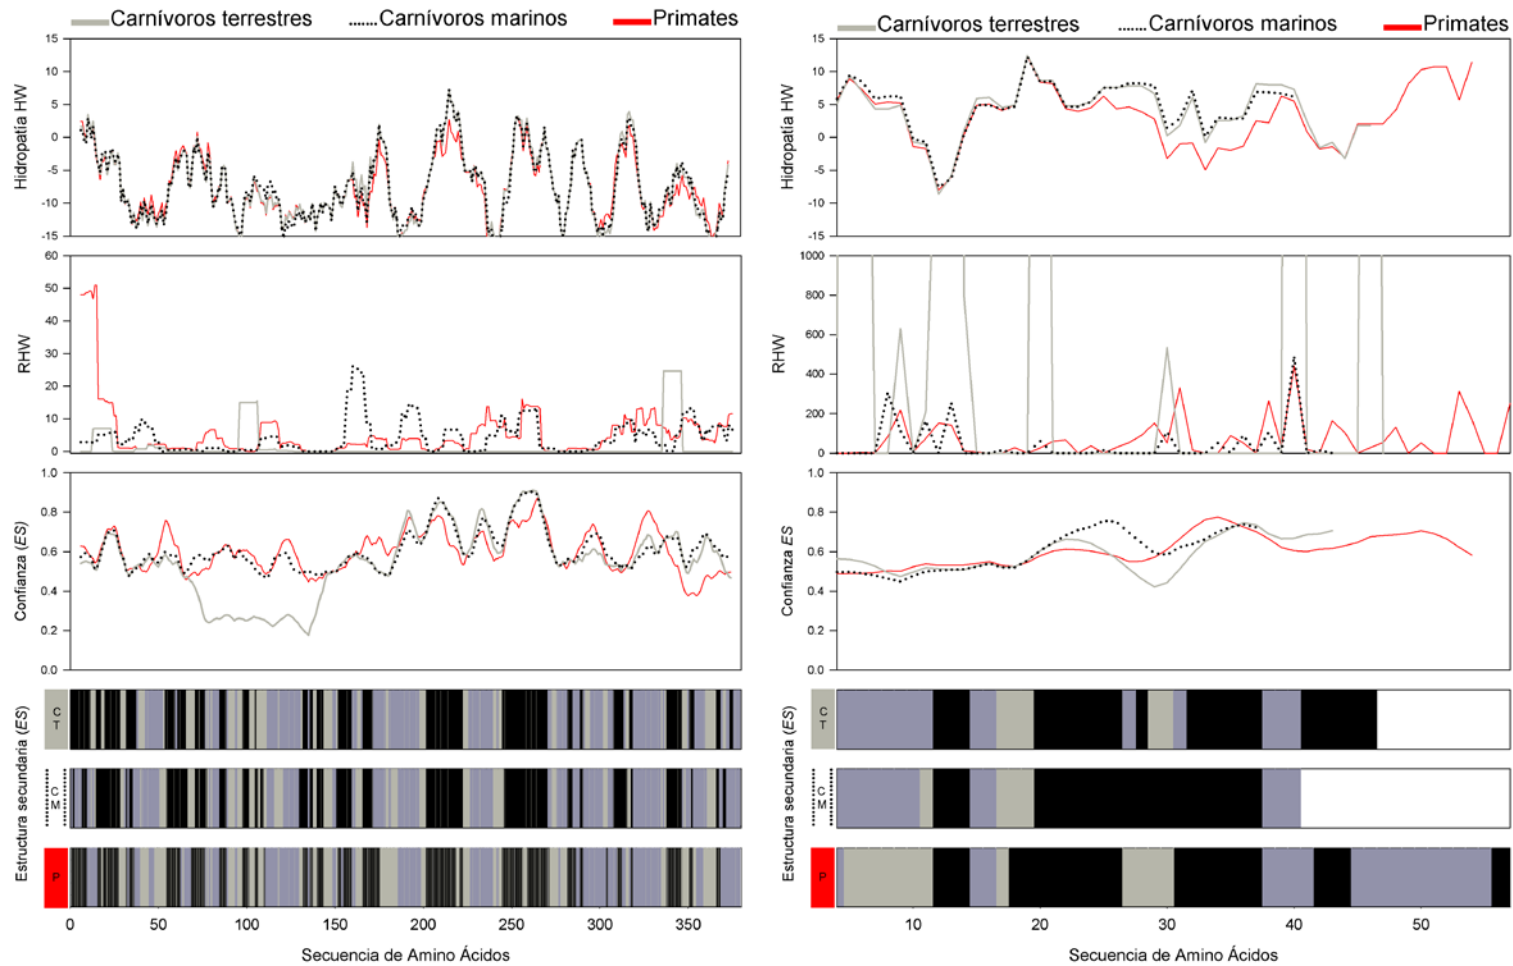 Carnívoros terrestres Carnívoros marinos Primates
Hidropatía HW
15
10
5
0
-5
-10
-15
RHW
60
50
40
30
20
10
0
Confianza (ES)
1.0
0.8
0.6
0.4
0.2
0.0
Estructura secundaria (ES)
C
T
C
M
P
0 50 100 150 200 250 300 350
Secuencia de Amino Ácidos
Carnívoros terrestres Carnívoros marinos Primates
Hidropatía HW
15
10
5
0
-5
-10
-15
RHW
1000
800
600
400
200
0
Confianza ES
1.0
0.8
0.6
0.4
0.2
0.0
Estructura secundaria (ES)
C
T
C
M
P
10 20 30 40 50
Secuencia de Amino Ácidos